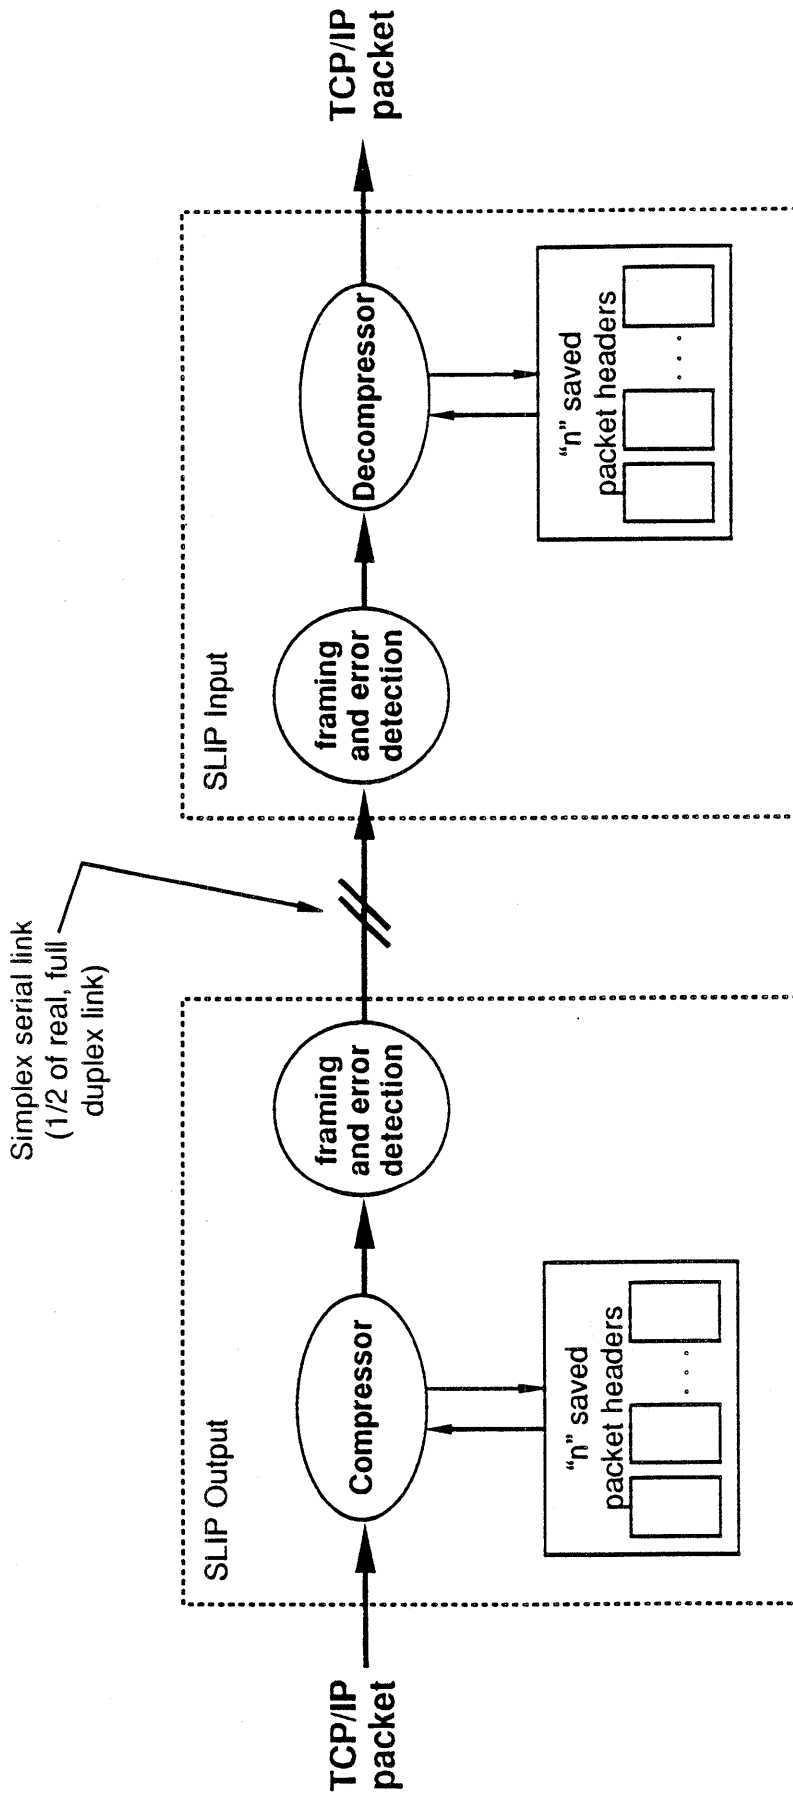 Simplex serial link
(1/2 of real, full
duplex link)
SLIP Output
TCP/IP
packet
Compressor
"n" saved
packet headers
. . .
framing
and error
detection
SLIP Input
framing
and error
detection
Decompressor
"n" saved
packet headers
. . .
TCP/IP
packet